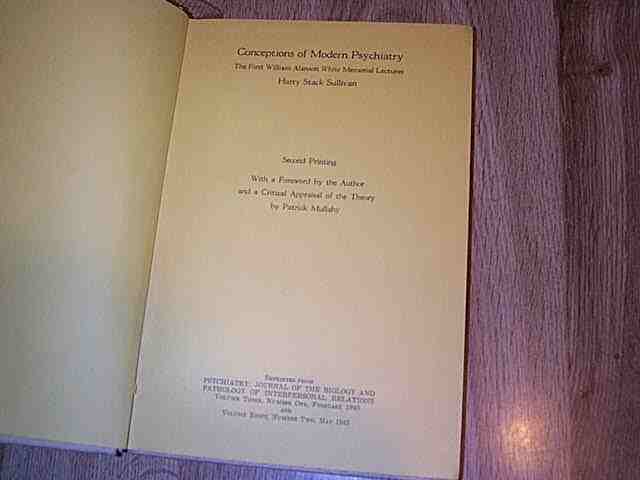 Conceptions of Modern Psychiatry
The First William Alanson White Memorial Lectures
Harry Stack Sullivan
Second Printing
With a Foreword by the Author
and a Critical Appraisal of the Theory
by Patrick Mullahy
Reprinted from
PSYCHIATRY: JOURNAL OF THE BIOLOGY AND
PATHOLOGY OF INTERPERSONAL RELATIONS
Volume Three, Number One, February 1940
and
Volume Eight, Number Two, May 1945